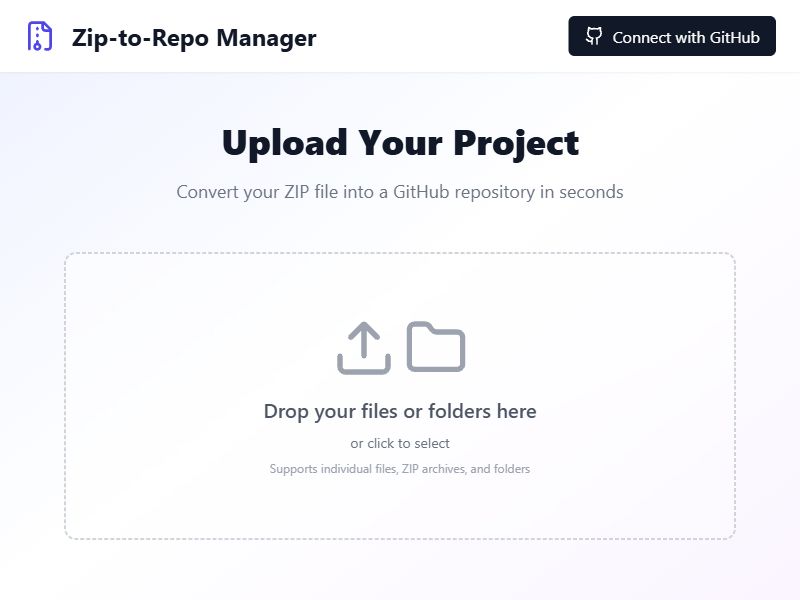 Zip-to-Repo Manager
Connect with GitHub
Upload Your Project
Convert your ZIP file into a GitHub repository in seconds
Drop your files or folders here
or click to select
Supports individual files, ZIP archives, and folders